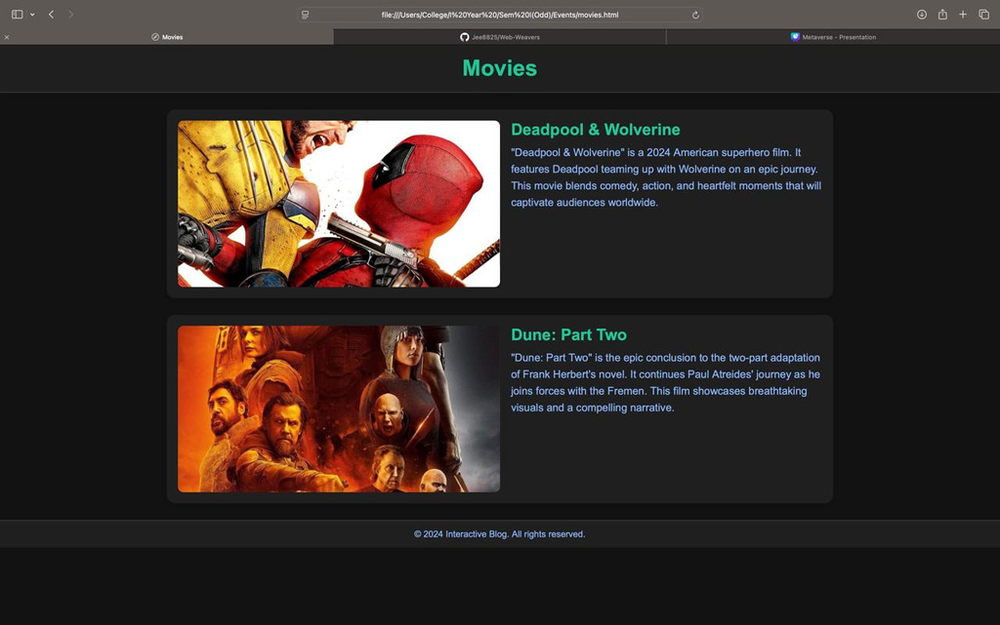 file:///Users/College/I%20Year%20/Sem%20I(Odd)/Events/movies.html
Movies
Jee8825/Web-Weavers
Metaverse - Presentation
Movies
Deadpool & Wolverine
"Deadpool & Wolverine" is a 2024 American superhero film. It
features Deadpool teaming up with Wolverine on an epic journey.
This movie blends comedy, action, and heartfelt moments that will
captivate audiences worldwide.
Dune: Part Two
"Dune: Part Two" is the epic conclusion to the two-part adaptation
of Frank Herbert's novel. It continues Paul Atreides' journey as he
joins forces with the Fremen. This film showcases breathtaking
visuals and a compelling narrative.
© 2024 Interactive Blog. All rights reserved.